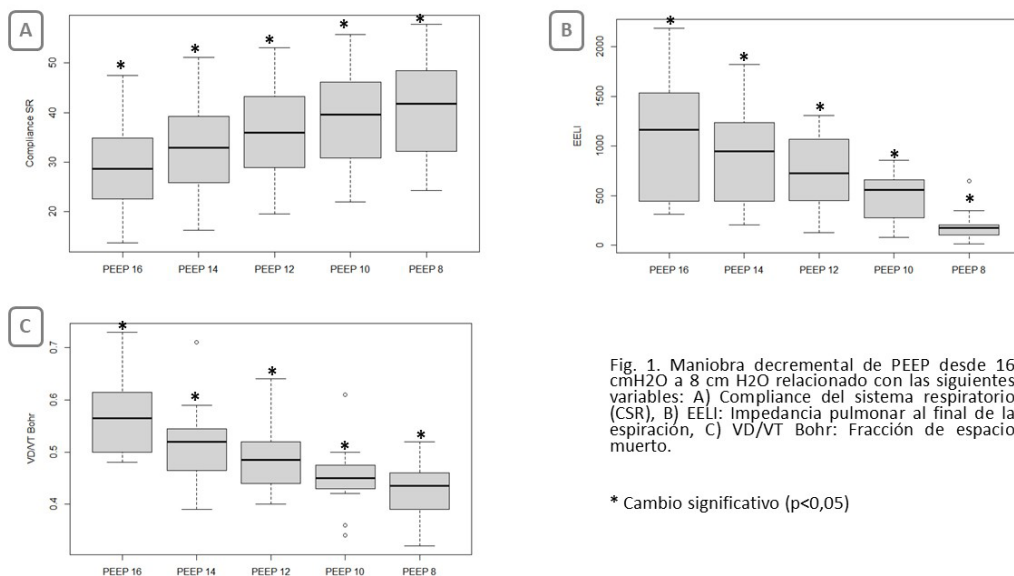 A
*
*
*
*
*
Compliance SR
50
40
30
20
PEEP 16
PEEP 14
PEEP 12
PEEP 10
PEEP 8
B
*
*
*
*
*
EELI
2000
1500
1000
500
0
PEEP 16
PEEP 14
PEEP 12
PEEP 10
PEEP 8
C
*
*
*
*
*
VD/VT Bohr
0.7
0.6
0.5
0.4
PEEP 16
PEEP 14
PEEP 12
PEEP 10
PEEP 8
Fig. 1. Maniobra decremental de PEEP desde 16
cmH2O a 8 cm H2O relacionado con las siguientes
variables: A) Compliance del sistema respiratorio
(CSR), B) EELI: Impedancia pulmonar al final de la
espiración, C) VD/VT Bohr: Fracción de espacio
muerto.
* Cambio significativo (p<0,05)